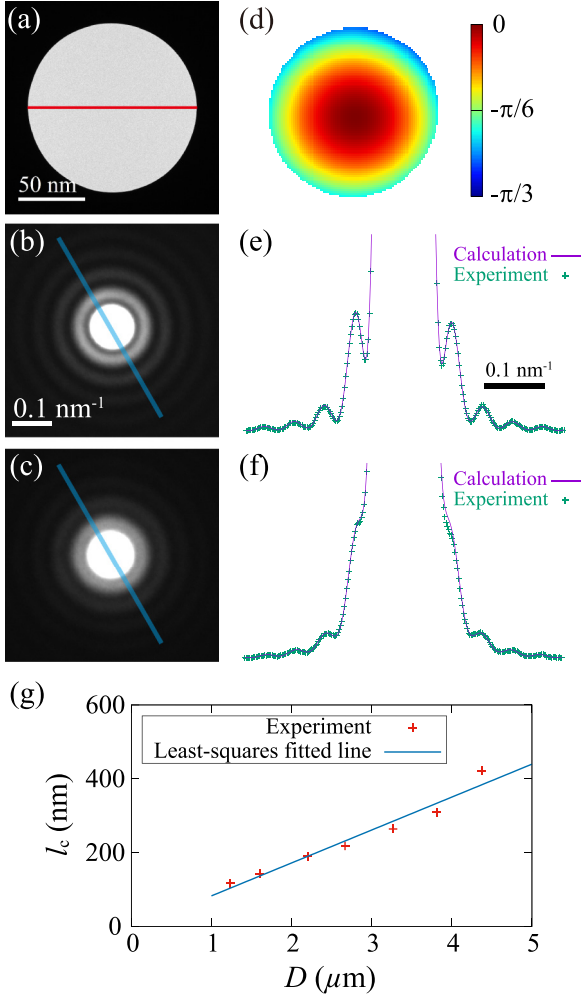 (a)
50 nm
(d)
0
-π/6
-π/3
(b)
0.1 nm-1
(e)
Calculation
Experiment
0.1 nm-1
(c)
(f)
Calculation
Experiment
(g)
600
400
200
0
lc (nm)
Experiment
Least-squares fitted line
0 1 2 3 4 5
D (μm)